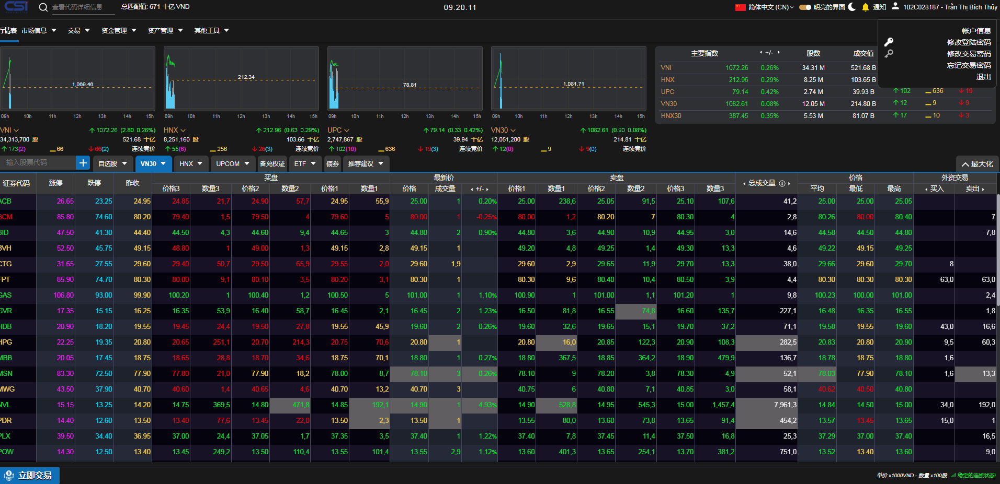 CSI 查看代码详细信息 总匹配值: 671 十亿 VND 09:20:11 简体中文 (CN) 明亮的界面 通知 102C028187 - Trần Thị Bích Thủy
行情表 市场信息 交易 资金管理 资产管理 其他工具
帐户信息
修改登陆密码
修改交易密码
忘记交易密码
退出
1,069.46
09h 10h 11h 12h 13h 14h 15h
VNI 1072.26 (2.80 0.26%)
34,313,700 股 521.68 十亿
173(2) 66 66(2) 连续竞价
212.34
09h 10h 11h 12h 13h 14h 15h
HNX 212.96 (0.63 0.29%)
8,251,160 股 103.66 十亿
55(6) 256 26(3) 连续竞价
78.81
09h 10h 11h 12h 13h 14h 15h
UPC 79.14 (0.33 0.42%)
2,747,867 股 39.94 十亿
102(10) 636 19(3) 连续竞价
1,081.71
09h 10h 11h 12h 13h 14h 15h
VN30 1082.61 (0.90 0.08%)
12,051,200 股 214.81 十亿
12(0) 9 9(0) 连续竞价
主要指数 +/- 股数 成交值
VNI 1072.26 0.26% 34.31 M 521.68 B
HNX 212.96 0.29% 8.25 M 103.65 B
UPC 79.14 0.42% 2.74 M 39.93 B 102 636 19
VN30 1082.61 0.08% 12.05 M 214.80 B 12 9 9
HNX30 387.45 0.35% 5.53 M 81.07 B 17 10 3
输入股票代码 + 自选股 VN30 HNX UPCOM 备兑权证 ETF 债券 推荐建议 最大化
证券代码 涨停 跌停 昨收 买盘 最新价 卖盘 总成交量 价格 外资交易
价格3 数量3 价格2 数量2 价格1 数量1 价格 成交量 +/- 价格1 数量1 价格2 数量2 价格3 数量3 平均 最低 最高 买入 卖出
ACB 26.65 23.25 24.95 24.85 21,7 24.90 57,7 24.95 55,9 25.00 1 0.20% 25.00 238,6 25.05 91,5 25.10 107,6 41,2 25.00 25.00 25.05
BCM 85.80 74.60 80.20 79.40 1,5 79.50 4 79.60 5 80.00 1 -0.25% 80.00 1,2 80.20 7 80.30 4 2,8 80.26 80.00 80.40 7
BID 47.50 41.30 44.40 44.50 4,3 44.60 9,4 44.65 3 44.80 2 0.90% 44.80 3,6 44.90 10,9 44.95 3,0 14,6 44.58 44.50 44.80 7,8
BVH 52.50 45.75 49.15 48.80 1 49.00 1,3 49.15 2,8 49.15 1 49.20 4,8 49.25 1,4 49.30 13,3 4,6 49.22 49.15 49.25
CTG 31.65 27.55 29.60 29.40 50,7 29.50 65,9 29.55 2,0 29.60 1,9 29.60 2,9 29.65 11,9 29.70 13,3 38,0 29.66 29.60 29.70 8
FPT 85.90 74.70 80.30 80.00 9,1 80.10 3,5 80.20 3,1 80.30 1 80.30 9,6 80.40 10,4 80.50 3,9 4,4 80.30 80.30 80.30 63,0 63,0
GAS 106.80 93.00 99.90 100.20 1 100.40 1,2 100.50 5 101.00 1 1.10% 100.90 1 101.00 1,1 101.20 1 9,8 100.23 100.00 101.00 2,4
GVR 17.35 15.15 16.25 16.35 53,9 16.40 58,7 16.45 2,1 16.45 2 1.23% 16.50 81,8 16.55 74,8 16.60 135,7 227,1 16.48 16.35 16.55 1,8
HDB 20.90 18.20 19.55 19.45 24,4 19.50 27,8 19.55 45,9 19.60 2 0.26% 19.60 32,6 19.65 15,1 19.70 37,2 71,1 19.58 19.55 19.60 43,0 16,6
HPG 22.25 19.35 20.80 20.65 251,1 20.70 214,3 20.75 70,6 20.80 1 20.80 16,0 20.85 122,3 20.90 108,3 282,5 20.83 20.80 20.90 9,5 60,3
MBB 20.05 17.45 18.75 18.65 28,8 18.70 34,6 18.75 70,1 18.80 1 0.27% 18.80 367,5 18.85 364,2 18.90 479,9 136,7 18.78 18.75 18.80 1,6
MSN 83.30 72.50 77.90 77.80 21,0 77.90 18,2 78.00 8,7 78.10 3 0.26% 78.10 9 78.20 3,8 78.30 4,9 52,1 78.03 77.90 78.10 1,6 13,3
MWG 43.50 37.90 40.70 40.60 1,4 40.65 4,6 40.70 13,2 40.70 3 40.75 6 40.80 7,1 40.85 3,0 58,1 40.62 40.50 40.80
NVL 15.15 13.25 14.20 14.75 369,5 14.80 471,8 14.85 192,1 14.90 1 4.93% 14.90 528,8 14.95 545,3 15.00 1,457,4 7,961,3 14.84 14.50 15.00 34,0 192,0
PDR 14.40 12.60 13.50 13.40 77,6 13.45 22,0 13.50 2,3 13.50 1 13.55 80,0 13.60 73,8 13.65 91,4 454,2 13.57 13.45 13.65 15,0 1
PLX 39.50 34.40 36.95 37.00 24,4 37.05 1,7 37.35 3,5 37.40 1 1.22% 37.40 7,8 37.45 11,4 37.50 16,8 25,3 37.29 37.00 37.40 16,5
POW 14.30 12.50 13.40 13.45 249,2 13.50 110,4 13.55 101,4 13.55 2,9 1.12% 13.60 401,3 13.65 254,1 13.70 381,2 751,0 13.52 13.40 13.60 9,0
立即交易 单价 x1000VND - 数量 x100股 稳定的连接状态!